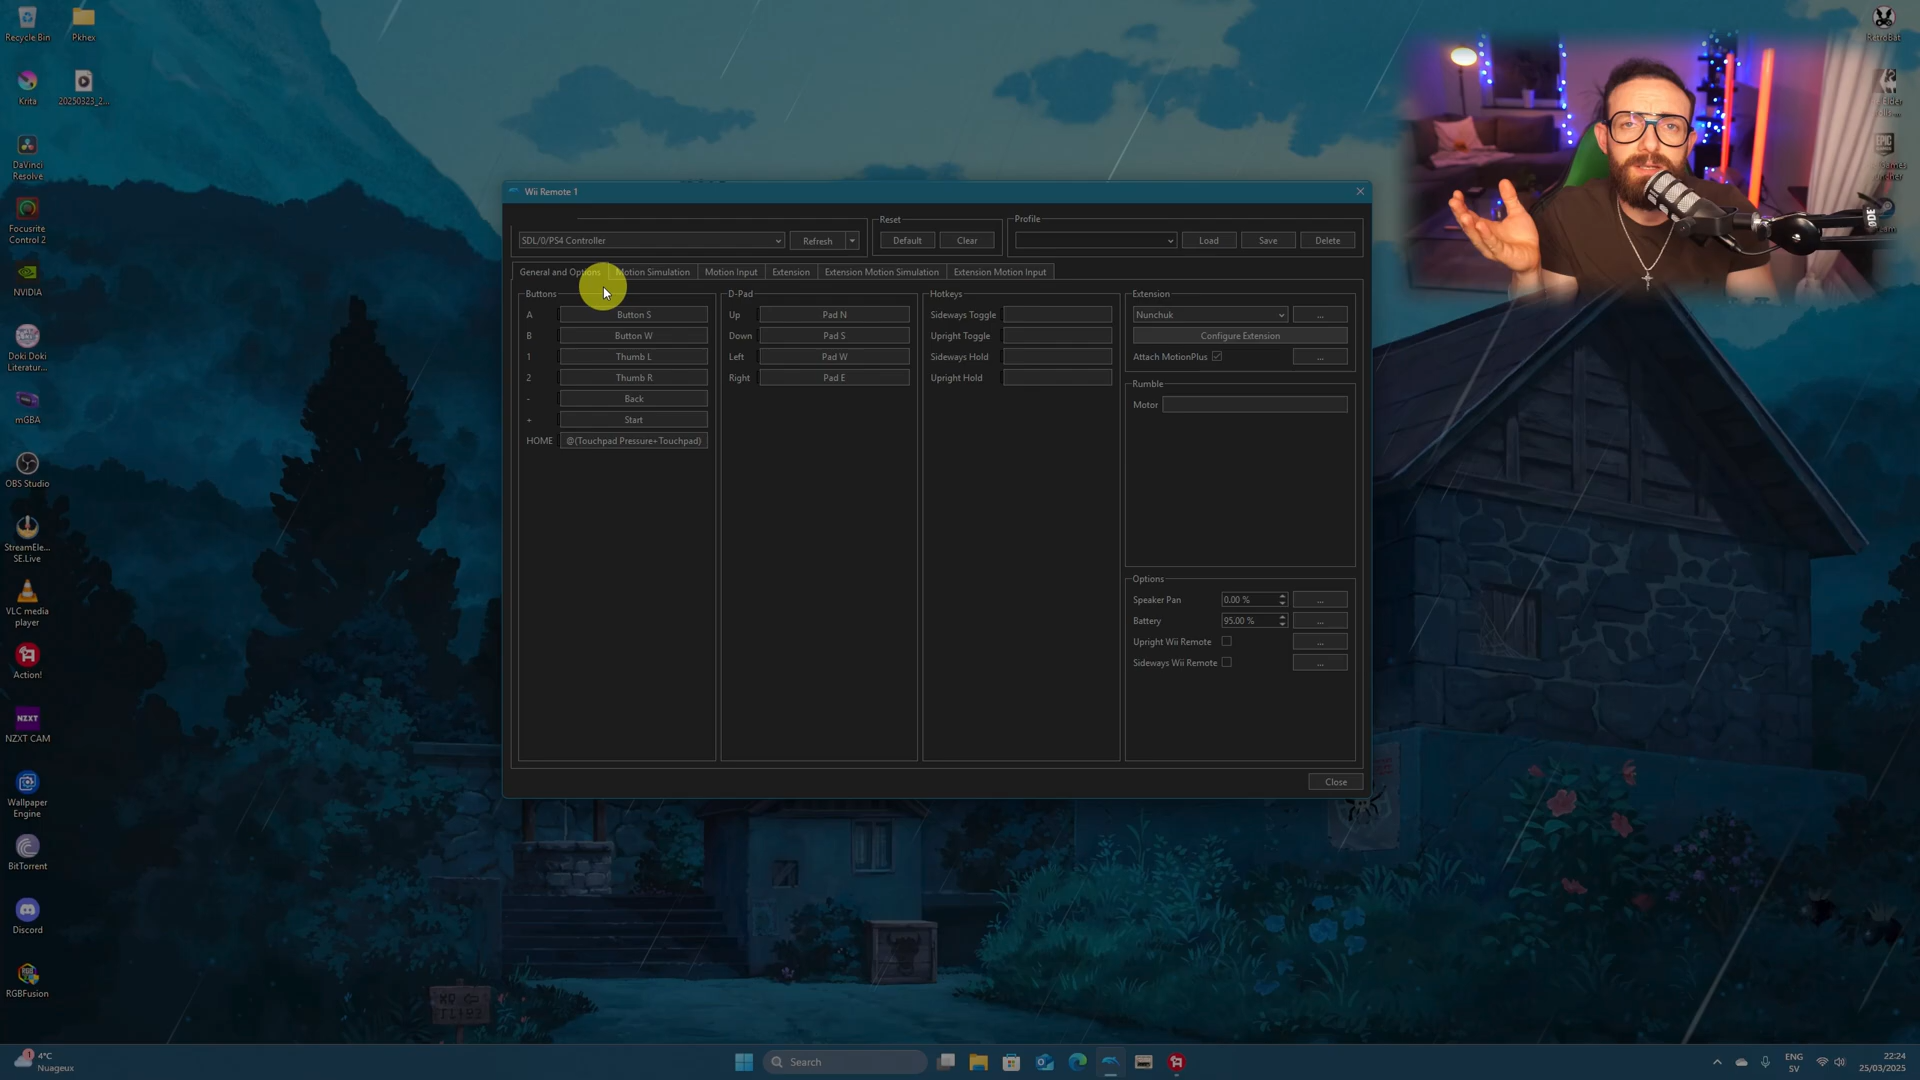 Recycle Bin
Pkhex
Krita
20250323_2...
DaVinci
Resolve
Focusrite
Control 2
NVIDIA
Doki Doki
Literatur...
mGBA
OBS Studio
StreamEle...
SE.Live
VLC media
player
Action!
NZXT
NZXT CAM
Wallpaper
Engine
BitTorrent
Discord
RGBFusion
RetroBat
EPIC
Wii Remote 1
SDL/0/PS4 Controller
Refresh
Reset
Default
Clear
Profile
Load
Save
Delete
General and Options
Motion Simulation
Motion Input
Extension
Extension Motion Simulation
Extension Motion Input
Buttons
A Button S
B Button W
1 Thumb L
2 Thumb R
- Back
+ Start
HOME @(Touchpad Pressure+Touchpad)
D-Pad
Up Pad N
Down Pad S
Left Pad W
Right Pad E
Hotkeys
Sideways Toggle
Upright Toggle
Sideways Hold
Upright Hold
Extension
Nunchuk ...
Configure Extension
Attach MotionPlus ...
Rumble
Motor
Options
Speaker Pan 0.00 % ...
Battery 95.00 % ...
Upright Wii Remote ...
Sideways Wii Remote ...
Close
1
4°C
Nuageux
Search
ENG
SV
22:24
25/03/2025